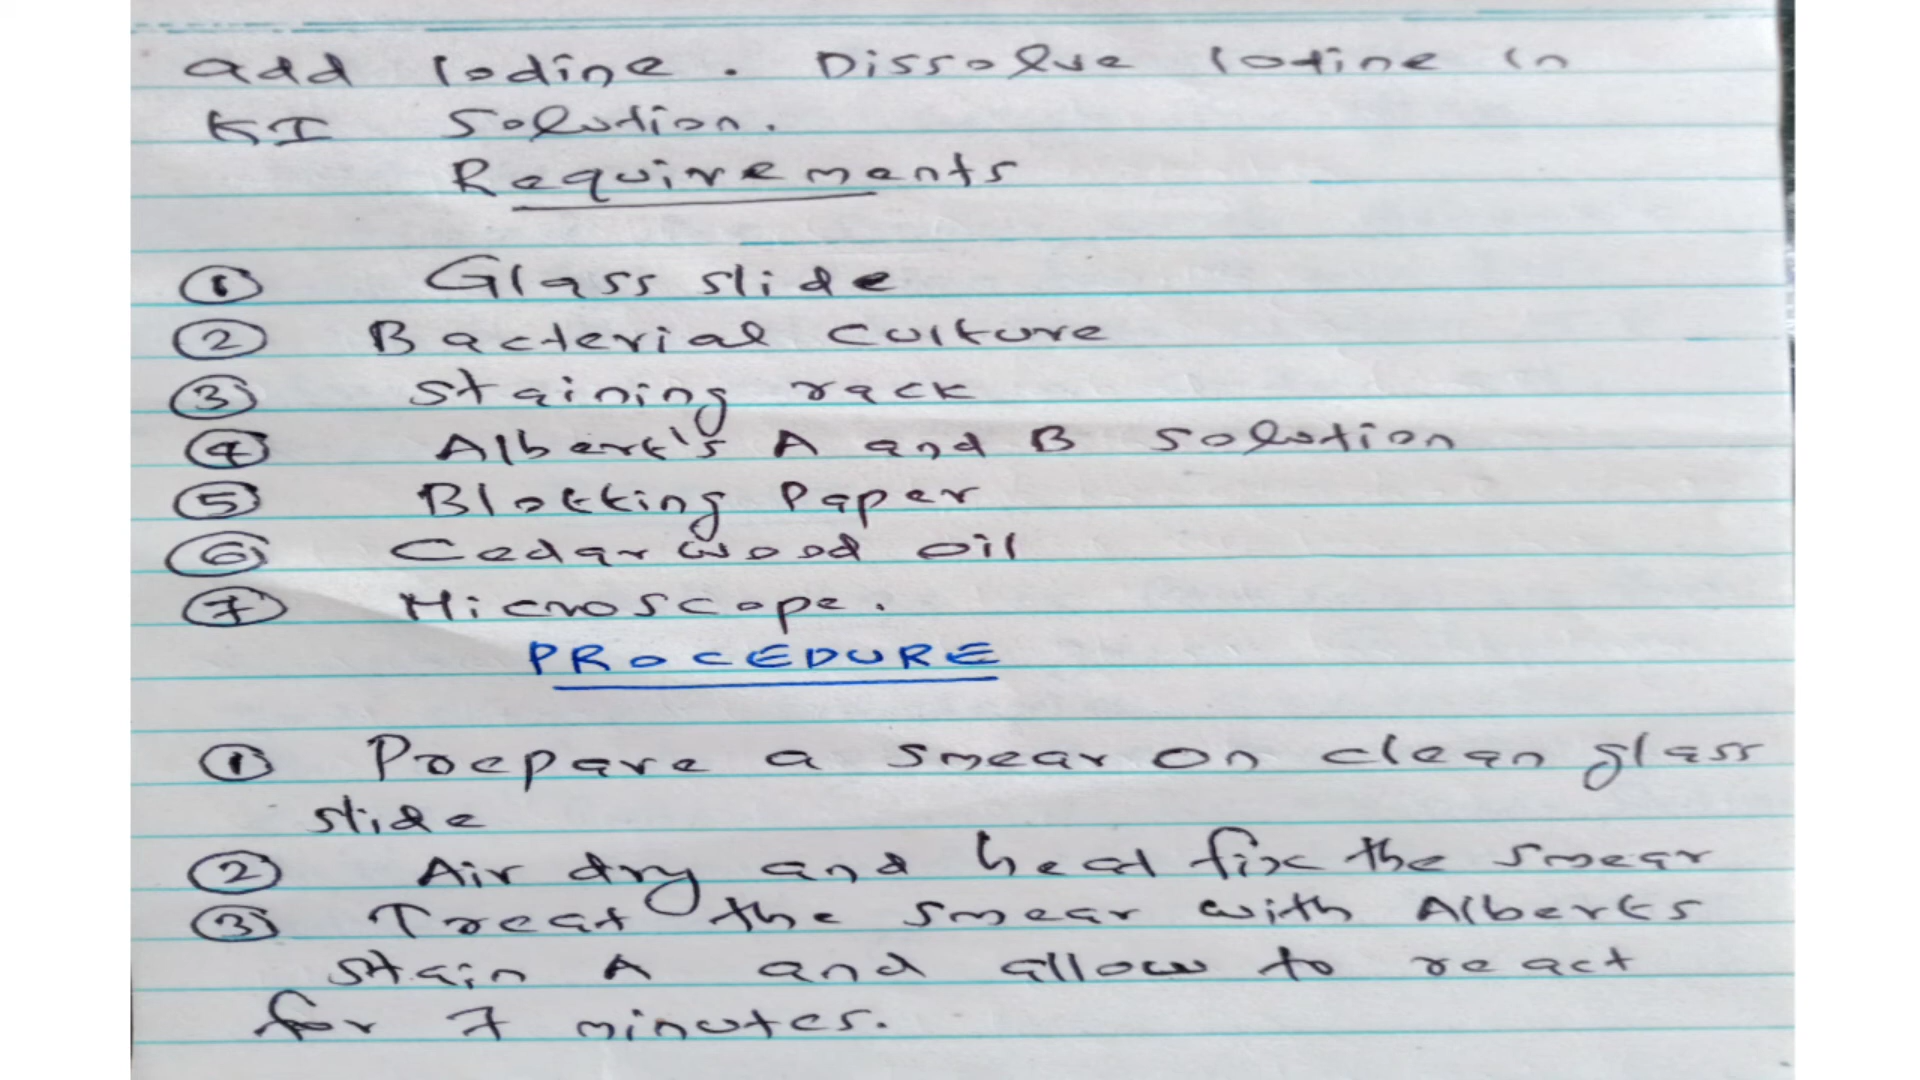 add Iodine. Dissolve Iodine in
KI Solution.
Requirements
① Glass slide
② Bacterial culture
③ Staining rack
④ Albert's A and B solution
⑤ Blotting Paper
⑥ Cedar wood oil
⑦ Microscope.
PROCEDURE
① Prepare a smear on clean glass
slide
② Air dry and heat fix the smear
③ Treat the smear with Alberts
stain A and allow to react
for 7 minutes.